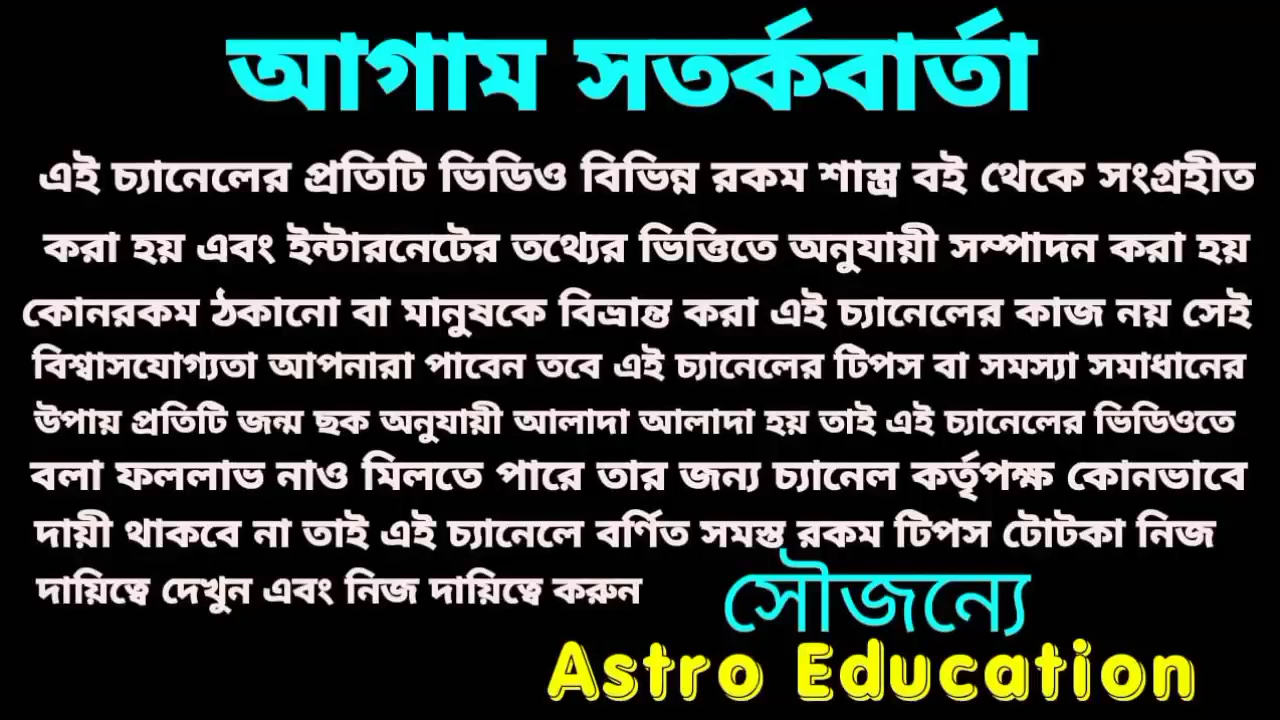 আগাম সতর্কবার্তা
এই চ্যানেলের প্রতিটি ভিডিও বিভিন্ন রকম শাস্ত্র বই থেকে সংগ্রহীত
করা হয় এবং ইন্টারনেটের তথ্যের ভিত্তিতে অনুযায়ী সম্পাদন করা হয়
কোনরকম ঠকানো বা মানুষকে বিভ্রান্ত করা এই চ্যানেলের কাজ নয় সেই
বিশ্বাসযোগ্যতা আপনারা পাবেন তবে এই চ্যানেলের টিপস বা সমস্যা সমাধানের
উপায় প্রতিটি জন্ম ছক অনুযায়ী আলাদা আলাদা হয় তাই এই চ্যানেলের ভিডিওতে
বলা ফললাভ নাও মিলতে পারে তার জন্য চ্যানেল কর্তৃপক্ষ কোনভাবে
দায়ী থাকবে না তাই এই চ্যানেলে বর্ণিত সমস্ত রকম টিপস টোটকা নিজ
দায়িত্বে দেখুন এবং নিজ দায়িত্বে করুন
সৌজন্যে
Astro Education